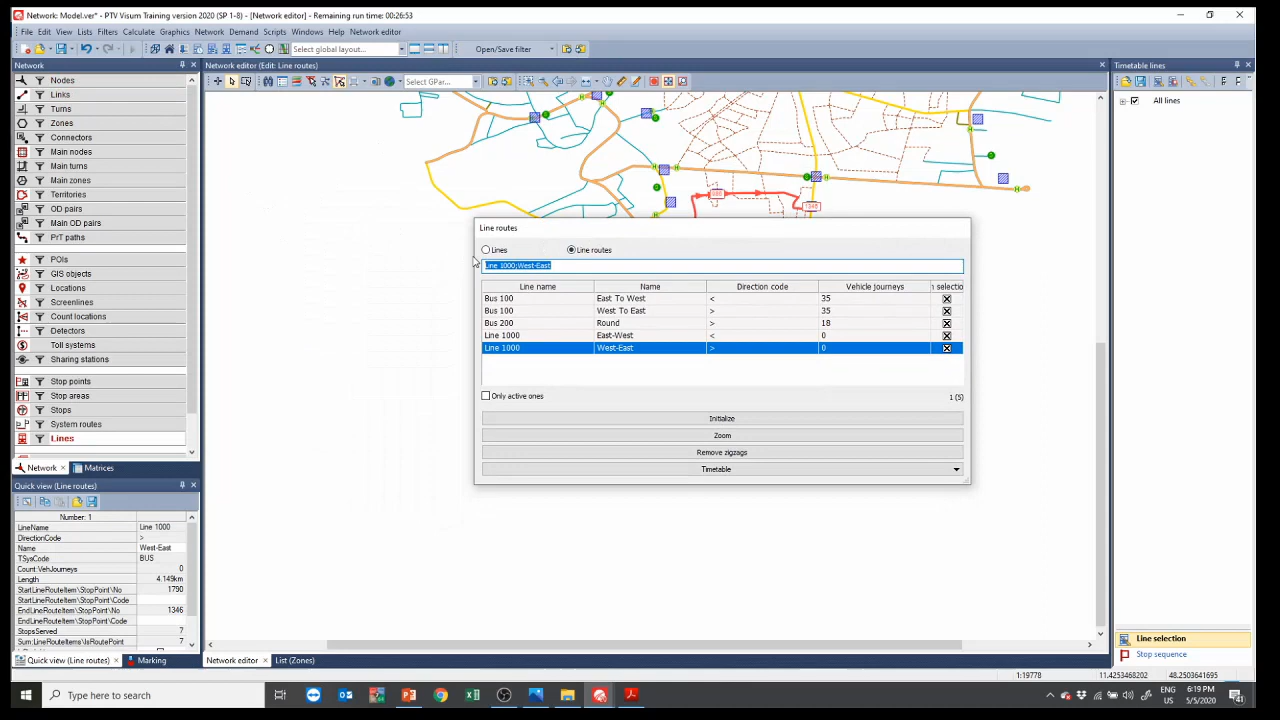 Network: Model.ver* - PTV Visum Training version 2020 (SP 1-8) - [Network editor] - Remaining run time: 00:26:53
File Edit View Lists Filters Calculate Graphics Network Demand Scripts Windows Help Network editor
Select global layout... Open/Save filter
Network
Network editor (Edit: Line routes)
Timetable lines
Select GPar...
All lines
Nodes
Links
Turns
Zones
Connectors
Main nodes
Main turns
Main zones
Territories
OD pairs
Main OD pairs
PrT paths
POIs
GIS objects
Locations
Screenlines
Count locations
Detectors
Toll systems
Sharing stations
Stop points
Stop areas
Stops
System routes
Lines
Network Matrices
Line routes
Lines Line routes
Line 1000;West-East
Line name Name Direction code Vehicle journeys n selectio
Bus 100 East To West < 35
Bus 100 West To East > 35
Bus 200 Round > 18
Line 1000 East-West < 0
Line 1000 West-East > 0
Only active ones 1 (5)
Initialize
Zoom
Remove zigzags
Timetable
Quick view (Line routes)
Number: 1
LineName Line 1000
DirectionCode >
Name West-East
TSysCode BUS
Count:VehJourneys 0
Length 4.149km
StartLineRouteItem\StopPoint\No 1790
StartLineRouteItem\StopPoint\Code
EndLineRouteItem\StopPoint\No 1346
EndLineRouteItem\StopPoint\Code
StopsServed 7
Sum:LineRouteItems\IsRoutePoint 7
Quick view (Line routes) Marking
Network editor List (Zones)
Line selection
Stop sequence
1:19778 11.4253468202 48.2503641695
Type here to search
ENG
US
6:19 PM
5/5/2020